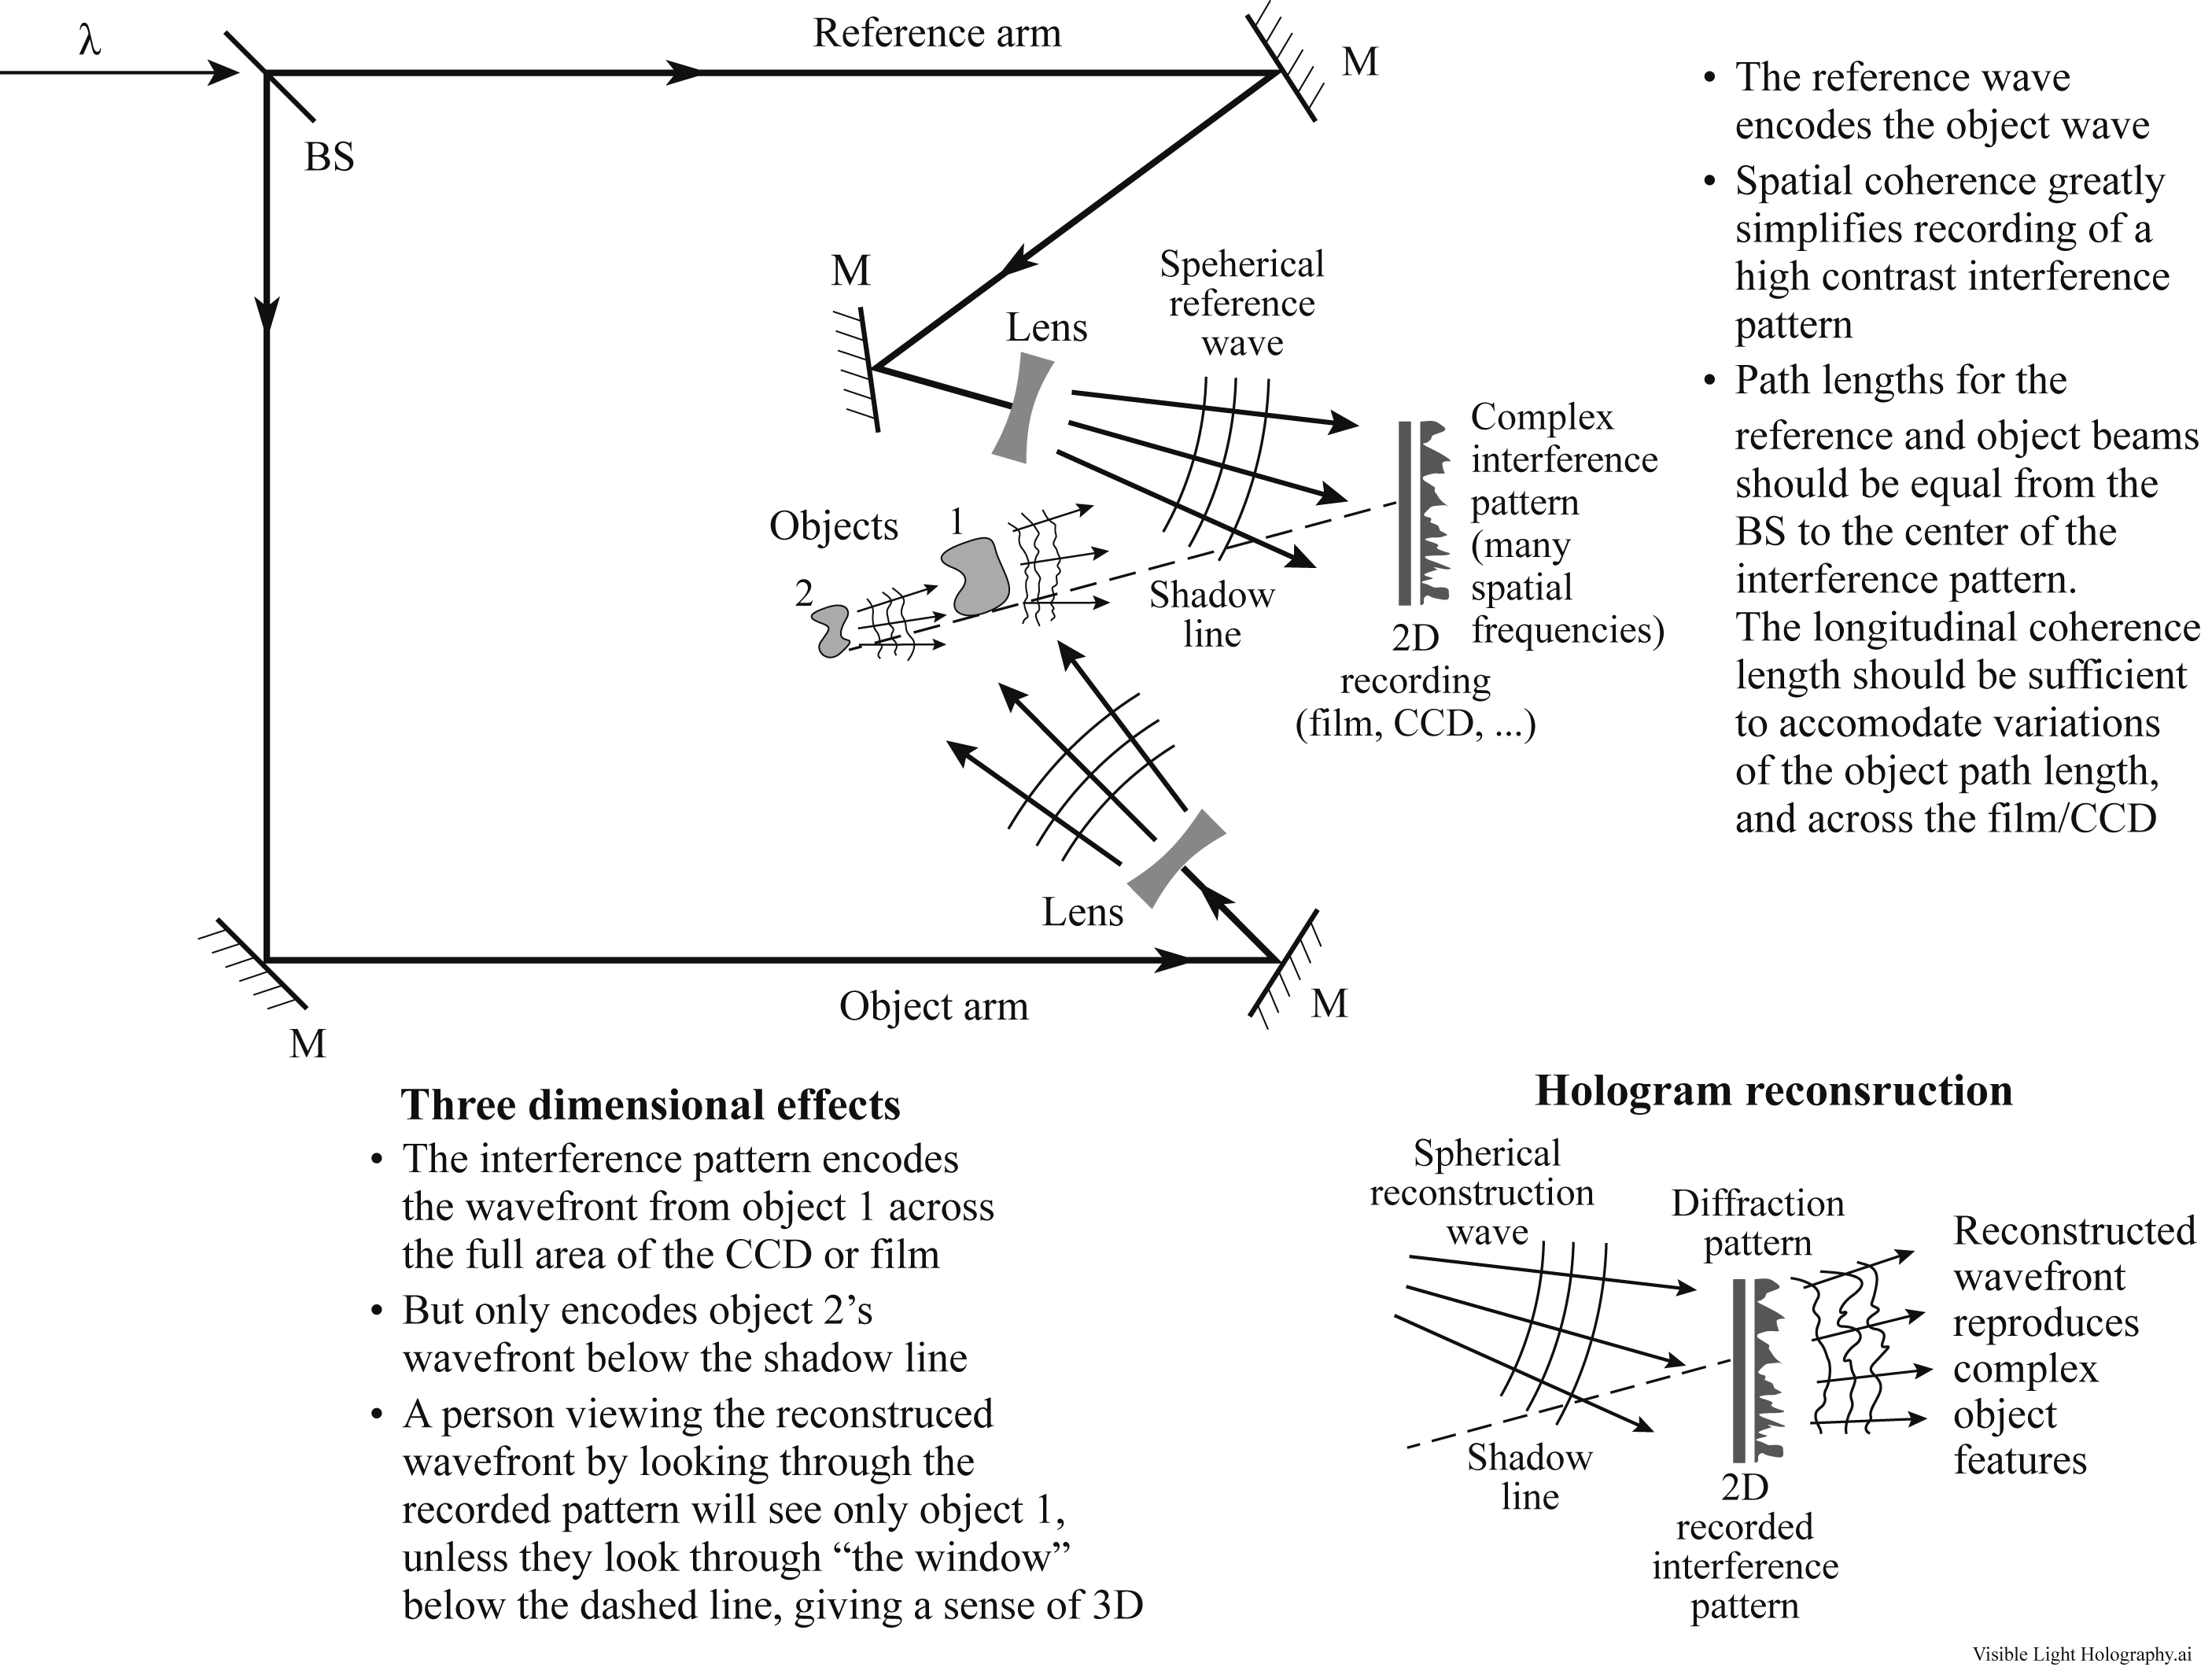 λ
Reference arm
M
BS
M
Lens
Speherical
reference
wave
Objects
1
2
Shadow
line
Complex
interference
pattern
(many
spatial
frequencies)
2D
recording
(film, CCD, ...)
Lens
Object arm
M
M
• The reference wave
encodes the object wave
• Spatial coherence greatly
simplifies recording of a
high contrast interference
pattern
• Path lengths for the
reference and object beams
should be equal from the
BS to the center of the
interference pattern.
The longitudinal coherence
length should be sufficient
to accomodate variations
of the object path length,
and across the film/CCD
Three dimensional effects
• The interference pattern encodes
the wavefront from object 1 across
the full area of the CCD or film
• But only encodes object 2’s
wavefront below the shadow line
• A person viewing the reconstruced
wavefront by looking through the
recorded pattern will see only object 1,
unless they look through “the window”
below the dashed line, giving a sense of 3D
Hologram reconsruction
Spherical
reconstruction
wave
Diffraction
pattern
Shadow
line
2D
recorded
interference
pattern
Reconstructed
wavefront
reproduces
complex
object
features
Visible Light Holography.ai